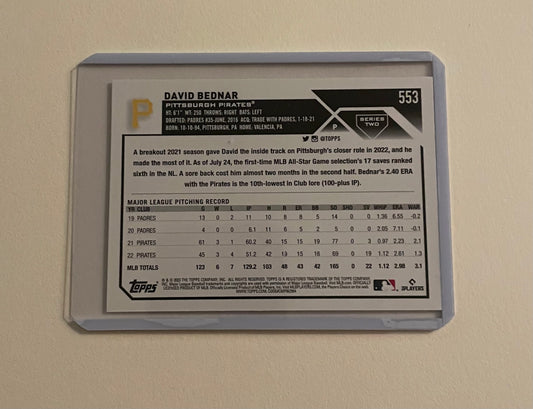 P
DAVID BEDNAR
553
PITTSBURGH PIRATES®
HT: 6'1" WT: 250 THROWS: RIGHT BATS: LEFT
DRAFTED: PADRES #35-JUNE, 2016 ACQ: TRADE WITH PADRES, 1-18-21
BORN: 10-10-94, PITTSBURGH, PA HOME: VALENCIA, PA
SERIES
TWO
P
@TOPPS
A breakout 2021 season gave David the inside track on Pittsburgh's closer role in 2022, and he
made the most of it. As of July 24, the first-time MLB All-Star Game selection's 17 saves ranked
sixth in the NL. A sore back cost him almost two months in the second half. Bednar's 2.40 ERA
with the Pirates is the 10th-lowest in Club lore (100-plus IP).
MAJOR LEAGUE PITCHING RECORD
YR CLUB G W L IP H R ER BB SO SHO SV WHIP ERA WAR
19 PADRES 13 0 2 11 10 8 8 5 14 0 0 1.36 6.55 -0.2
20 PADRES 4 0 0 6.1 11 6 5 2 5 0 0 2.05 7.11 -0.1
21 PIRATES 61 3 1 60.2 40 15 15 19 77 0 3 0.97 2.23 2.1
22 PIRATES 45 3 4 51.2 42 19 15 16 69 0 19 1.12 2.61 1.3
MLB TOTALS 123 6 7 129.2 103 48 43 42 165 0 22 1.12 2.98 3.1
Topps
PLAYERS